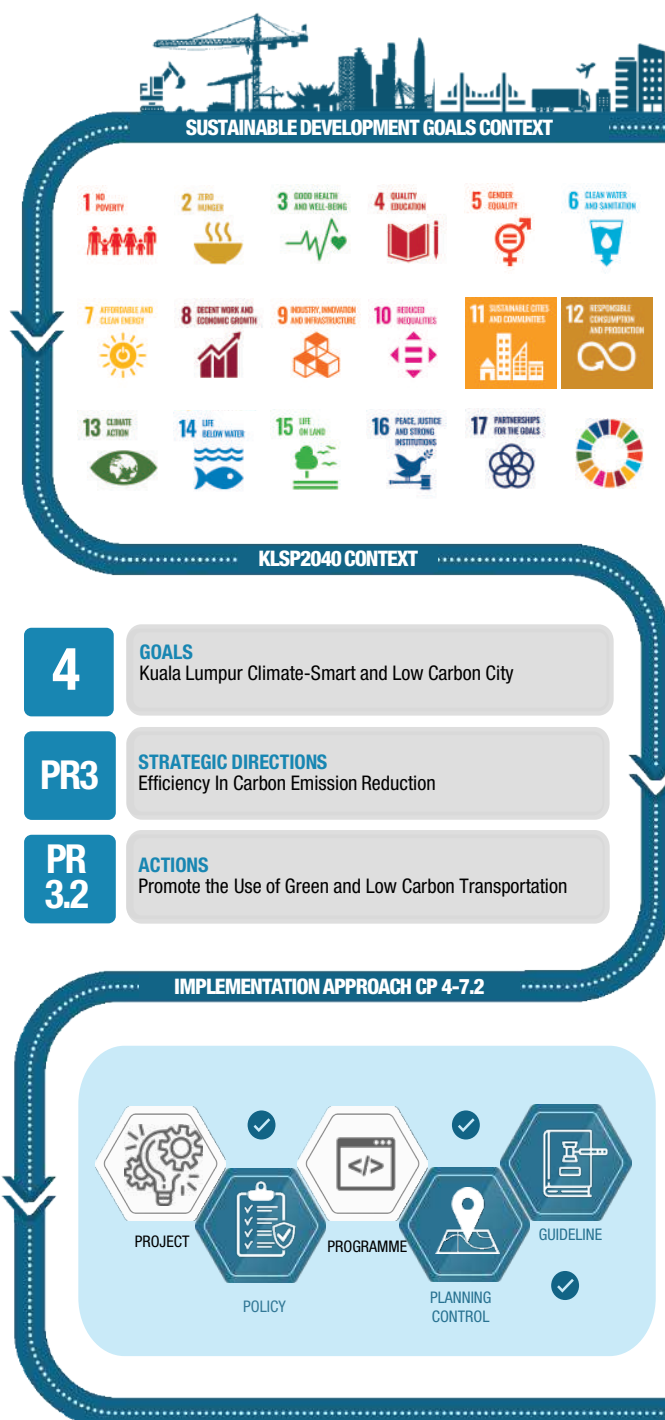 SUSTAINABLE DEVELOPMENT GOALS CONTEXT
1 NO
POVERTY
2 ZERO
HUNGER
3 GOOD HEALTH
AND WELL-BEING
4 QUALITY
EDUCATION
5 GENDER
EQUALITY
6 CLEAN WATER
AND SANITATION
7 AFFORDABLE AND
CLEAN ENERGY
8 DECENT WORK AND
ECONOMIC GROWTH
9 INDUSTRY, INNOVATION
AND INFRASTRUCTURE
10 REDUCED
INEQUALITIES
11 SUSTAINABLE CITIES
AND COMMUNITIES
12 RESPONSIBLE
CONSUMPTION
AND PRODUCTION
13 CLIMATE
ACTION
14 LIFE
BELOW WATER
15 LIFE
ON LAND
16 PEACE, JUSTICE
AND STRONG
INSTITUTIONS
17 PARTNERSHIPS
FOR THE GOALS
KLSP2040 CONTEXT
4
GOALS
Kuala Lumpur Climate-Smart and Low Carbon City
PR3
STRATEGIC DIRECTIONS
Efficiency In Carbon Emission Reduction
PR
3.2
ACTIONS
Promote the Use of Green and Low Carbon Transportation
IMPLEMENTATION APPROACH CP 4-7.2
</>
PROJECT
POLICY
PROGRAMME
PLANNING
CONTROL
GUIDELINE